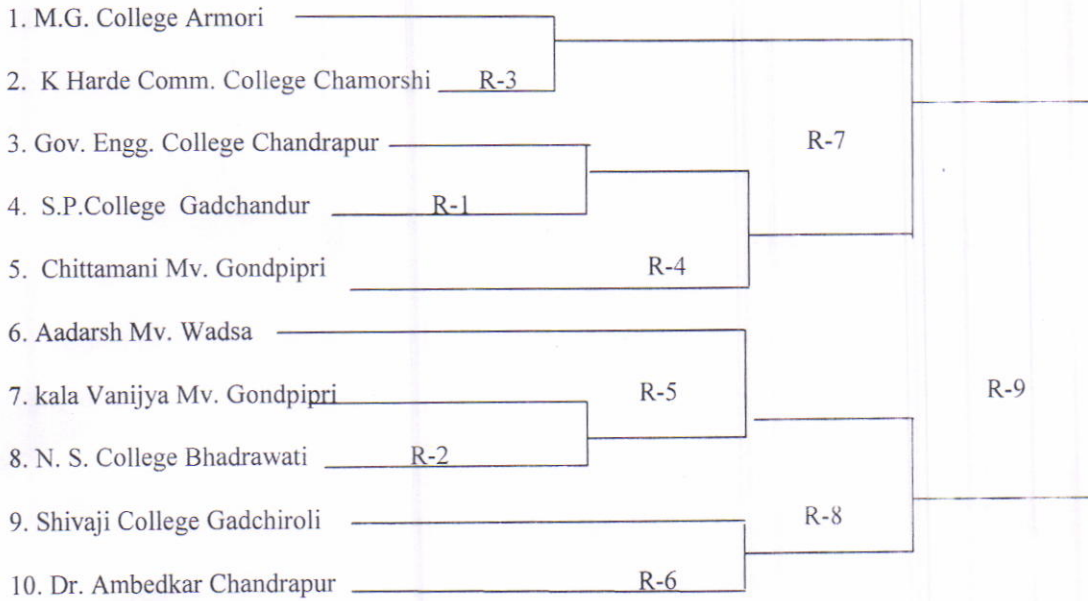 1. M.G. College Armori
2. K Harde Comm. College Chamorshi R-3
3. Gov. Engg. College Chandrapur
R-7
4. S.P.College Gadchandur R-1
5. Chittamani Mv. Gondpipri R-4
6. Aadarsh Mv. Wadsa
7. kala Vanijya Mv. Gondpipri R-5
R-9
8. N. S. College Bhadrawati R-2
9. Shivaji College Gadchiroli R-8
10. Dr. Ambedkar Chandrapur R-6